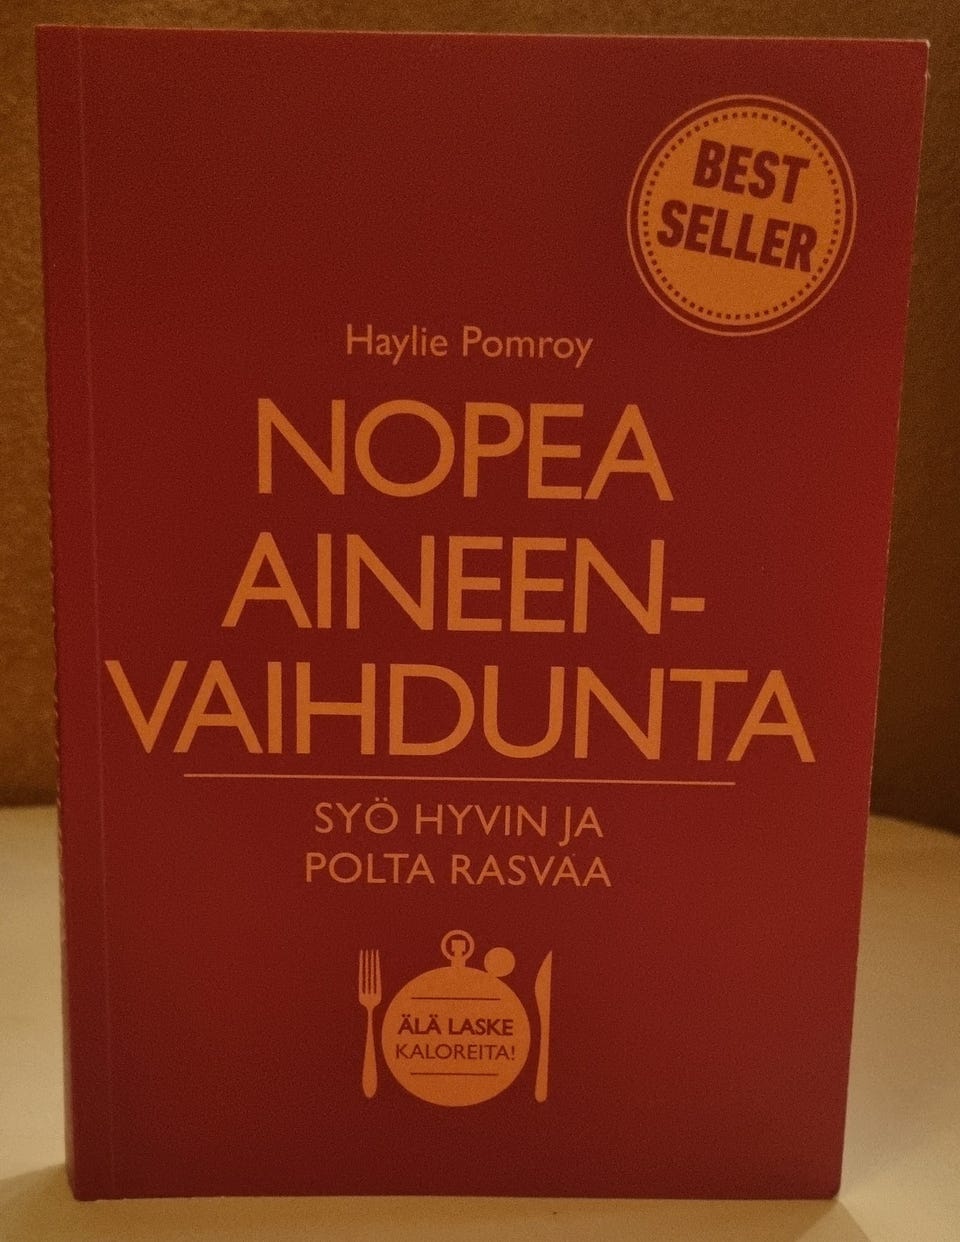 BEST
SELLER
Haylie Pomroy
NOPEA
AINEEN-
VAIHDUNTA
SYÖ HYVIN JA
POLTA RASVAA
ÄLÄ LASKE
KALOREITA!